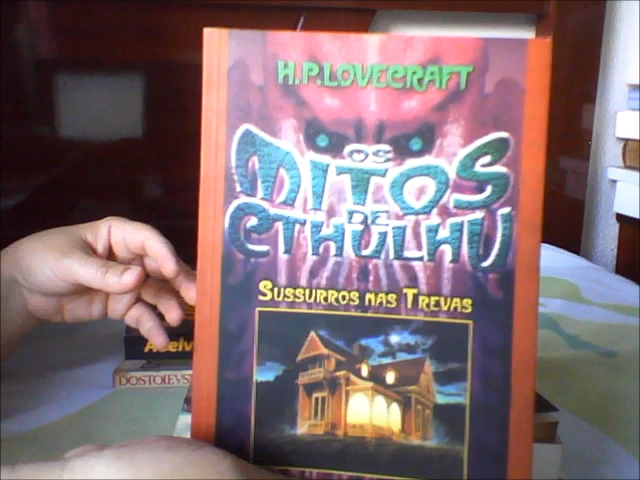 H.P.LOVECRAFT
OS
MITOS
DE
CTHULHU
SUSSURROS NAS TREVAS
DOSTOIEVS